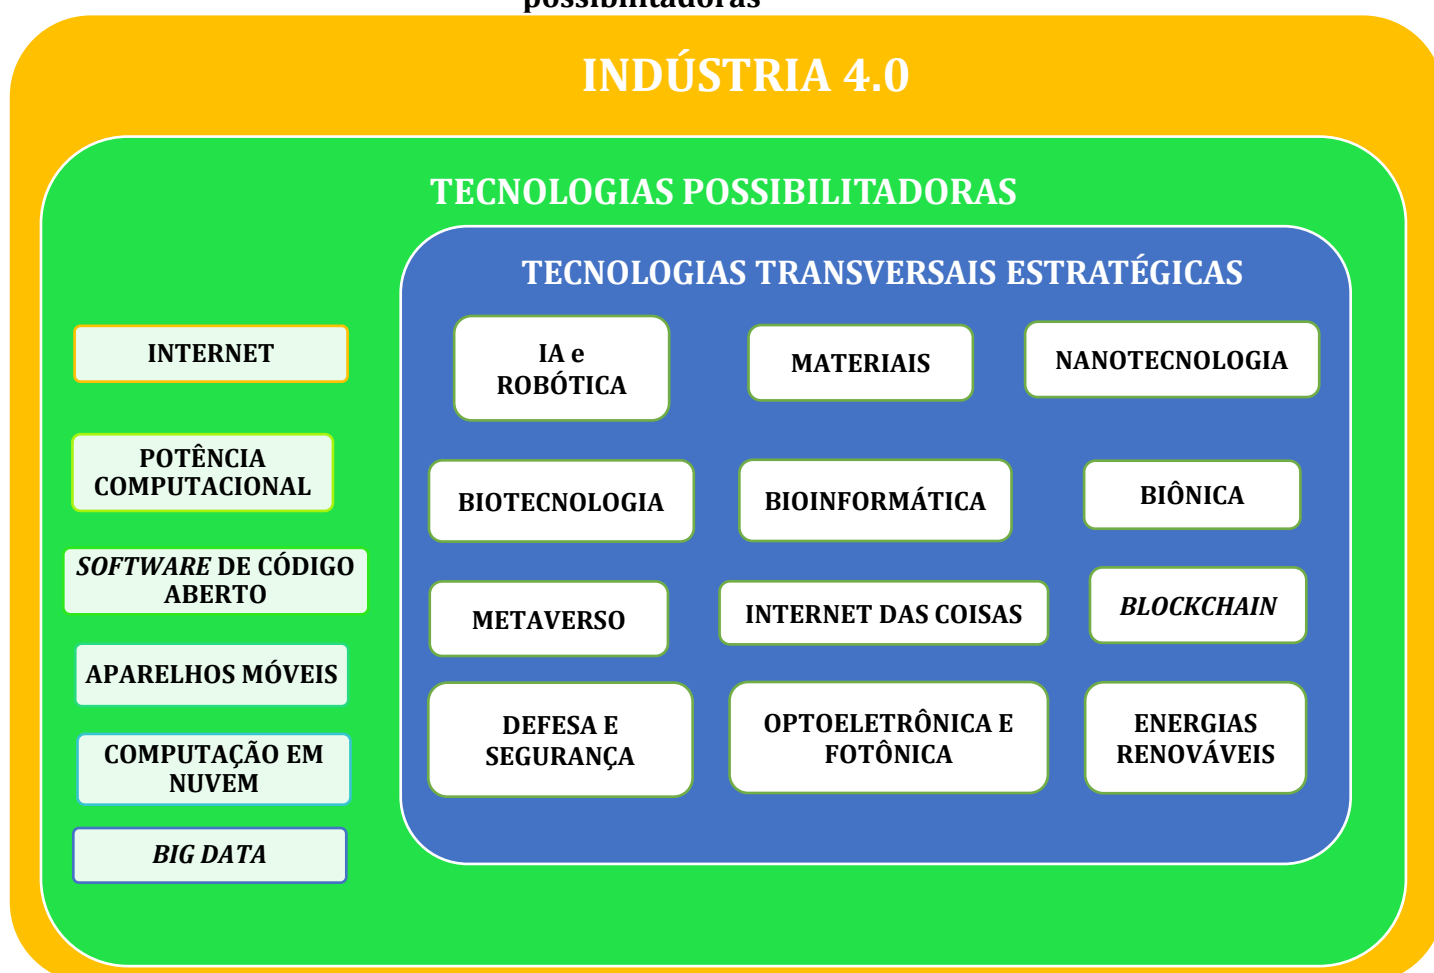 possibilitadoras
INDÚSTRIA 4.0
TECNOLOGIAS POSSIBILITADORAS
TECNOLOGIAS TRANSVERSAIS ESTRATÉGICAS
INTERNET
POTÊNCIA
COMPUTACIONAL
SOFTWARE DE CÓDIGO
ABERTO
APARELHOS MÓVEIS
COMPUTAÇÃO EM
NUVEM
BIG DATA
IA e
ROBÓTICA
MATERIAIS
NANOTECNOLOGIA
BIOTECNOLOGIA
BIOINFORMÁTICA
BIÔNICA
METAVERSO
INTERNET DAS COISAS
BLOCKCHAIN
DEFESA E
SEGURANÇA
OPTOELETRÔNICA E
FOTÔNICA
ENERGIAS
RENOVÁVEIS